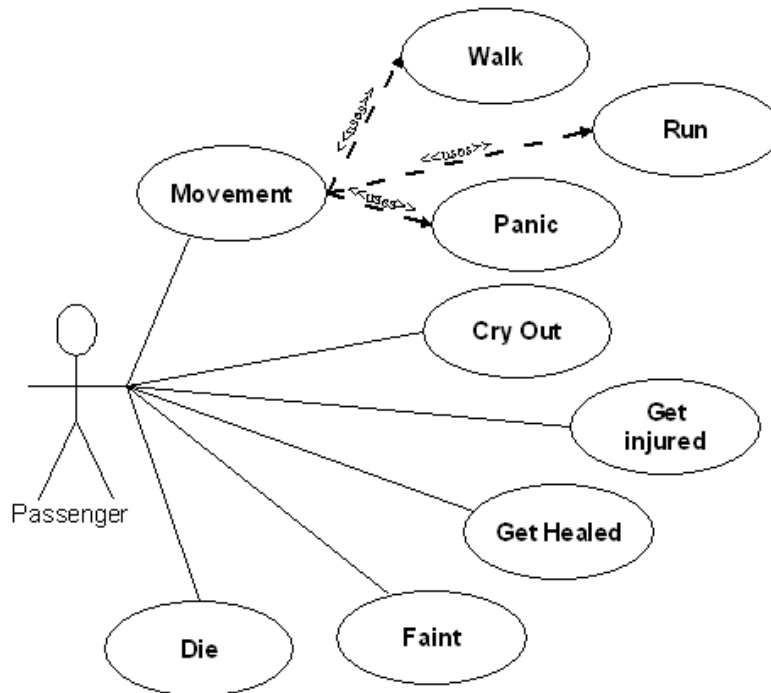 Walk
<<uses>>
Run
<<uses>>
Movement
<<uses>>
Panic
Cry Out
Get
injured
Passenger
Get Healed
Faint
Die